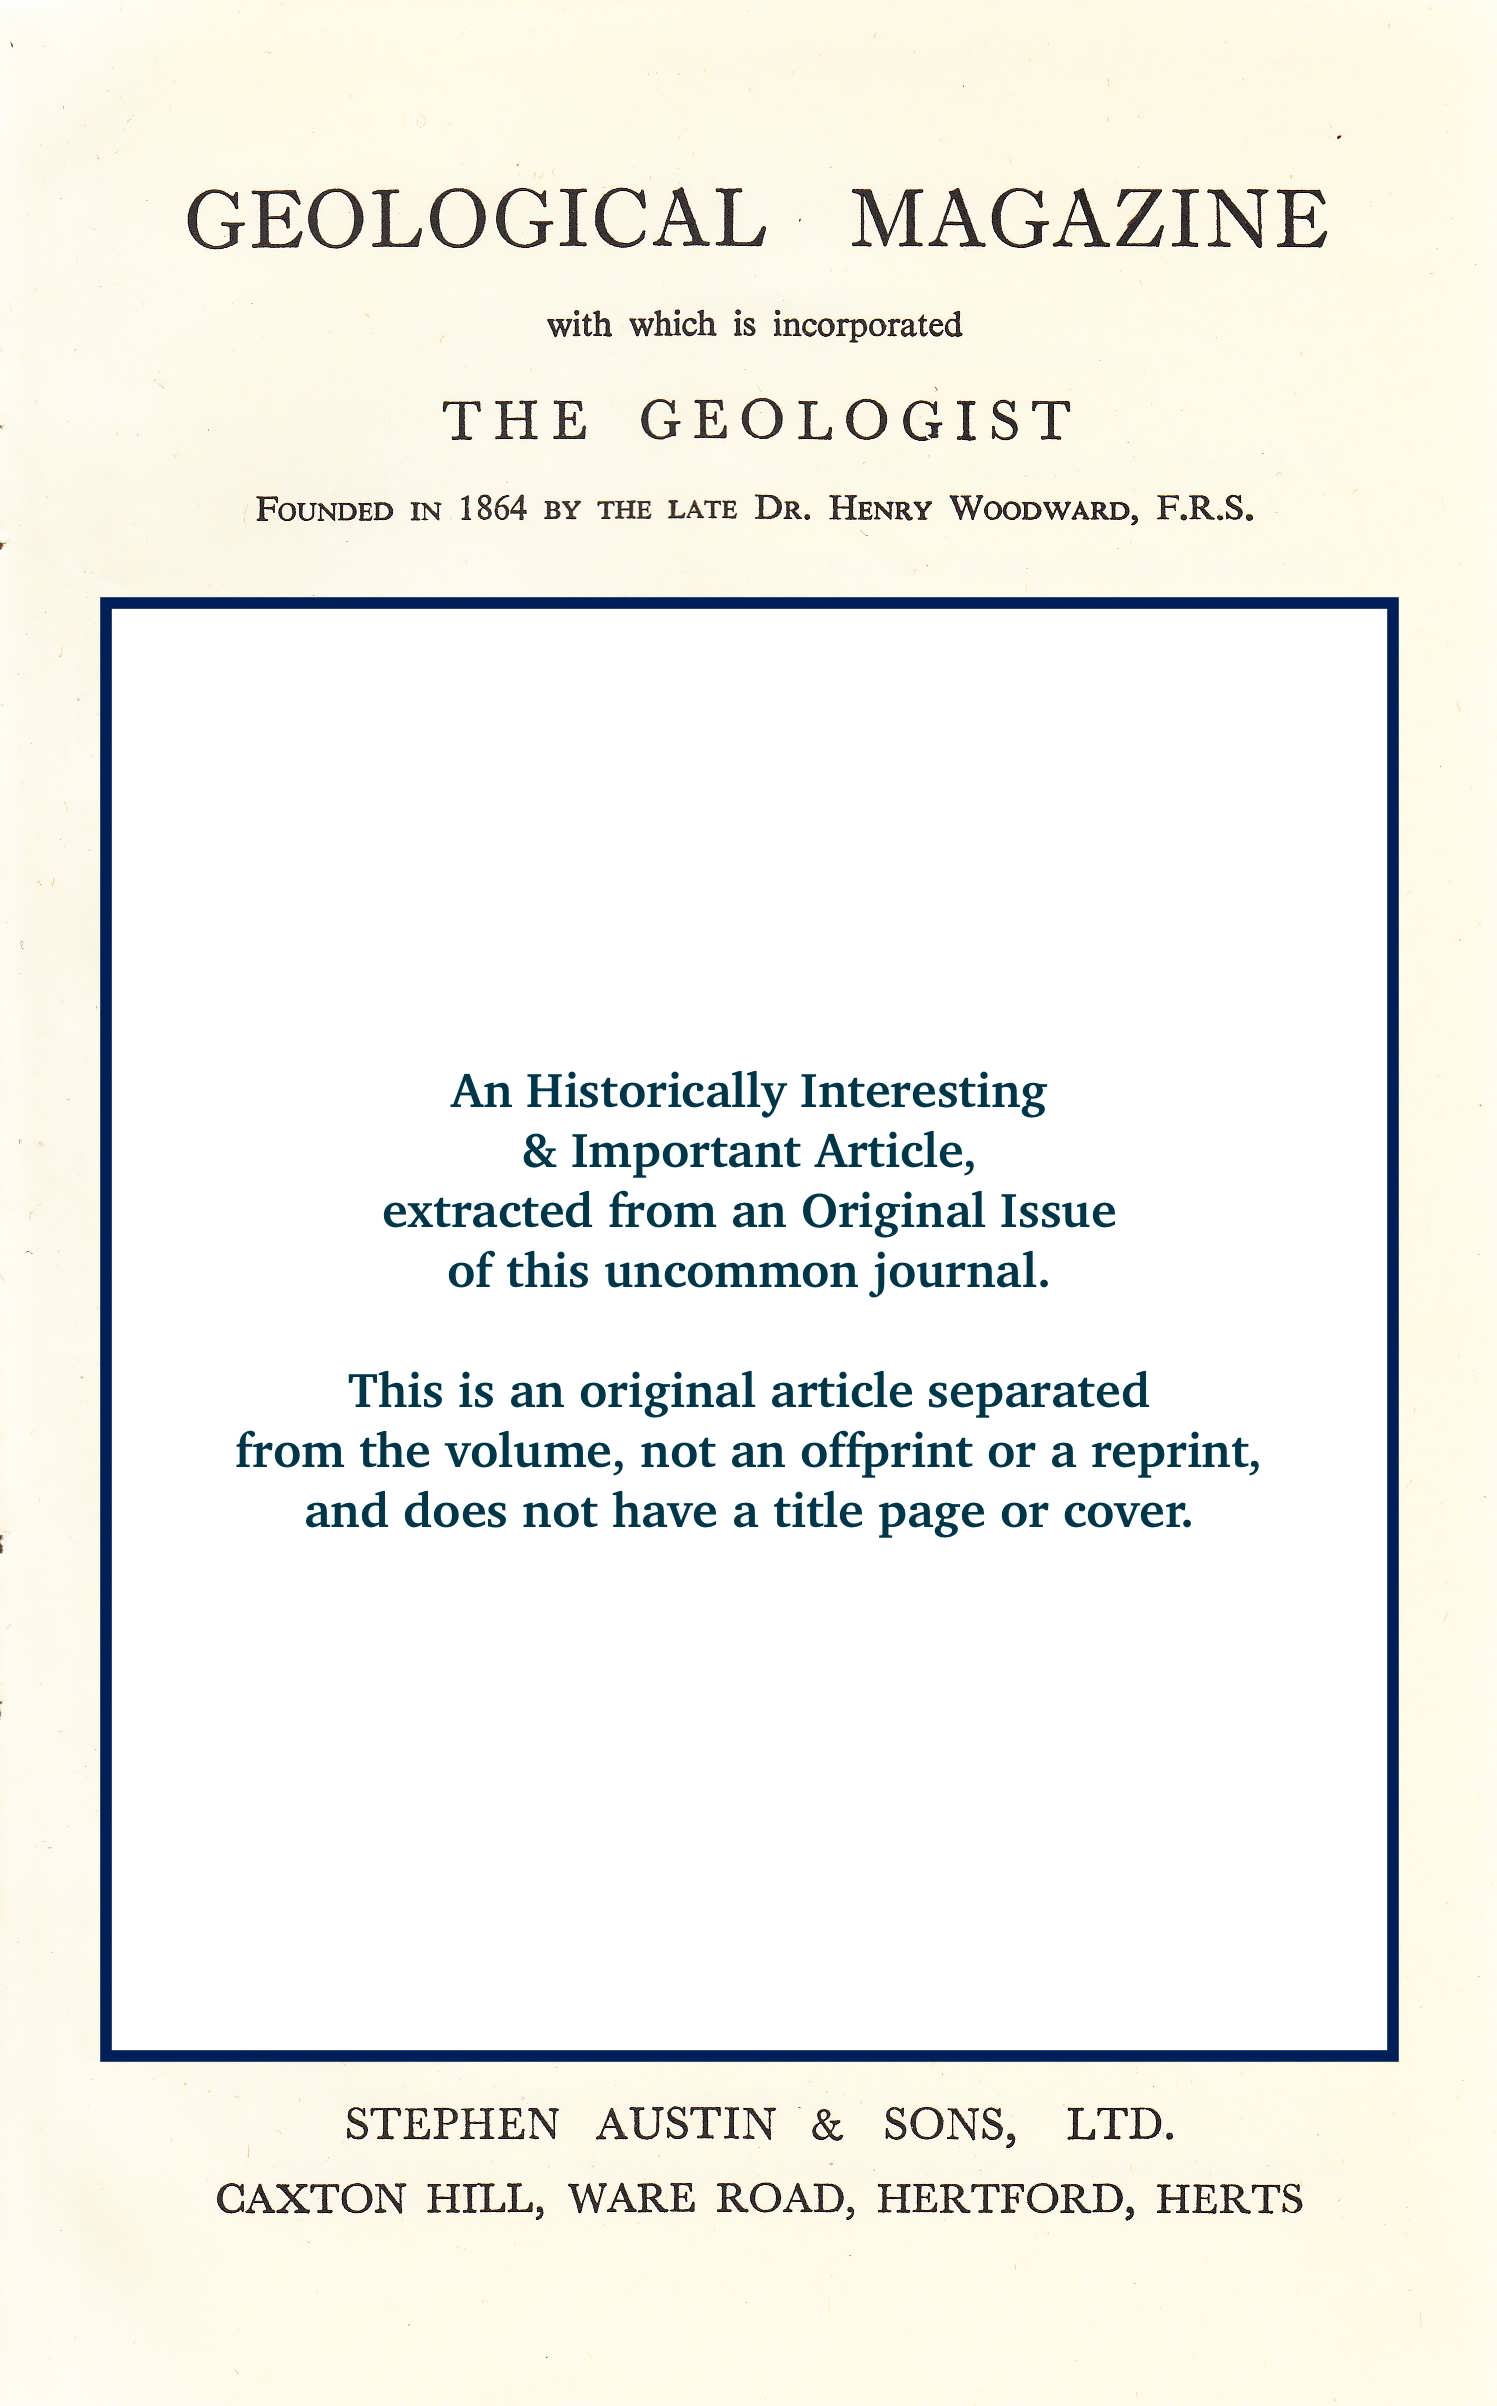 GEOLOGICAL MAGAZINE
with which is incorporated
THE GEOLOGIST
FOUNDED IN 1864 BY THE LATE DR. HENRY WOODWARD, F.R.S.
An Historically Interesting
& Important Article,
extracted from an Original Issue
of this uncommon journal.
This is an original article separated
from the volume, not an offprint or a reprint,
and does not have a title page or cover.
STEPHEN AUSTIN & SONS, LTD.
CAXTON HILL, WARE ROAD, HERTFORD, HERTS